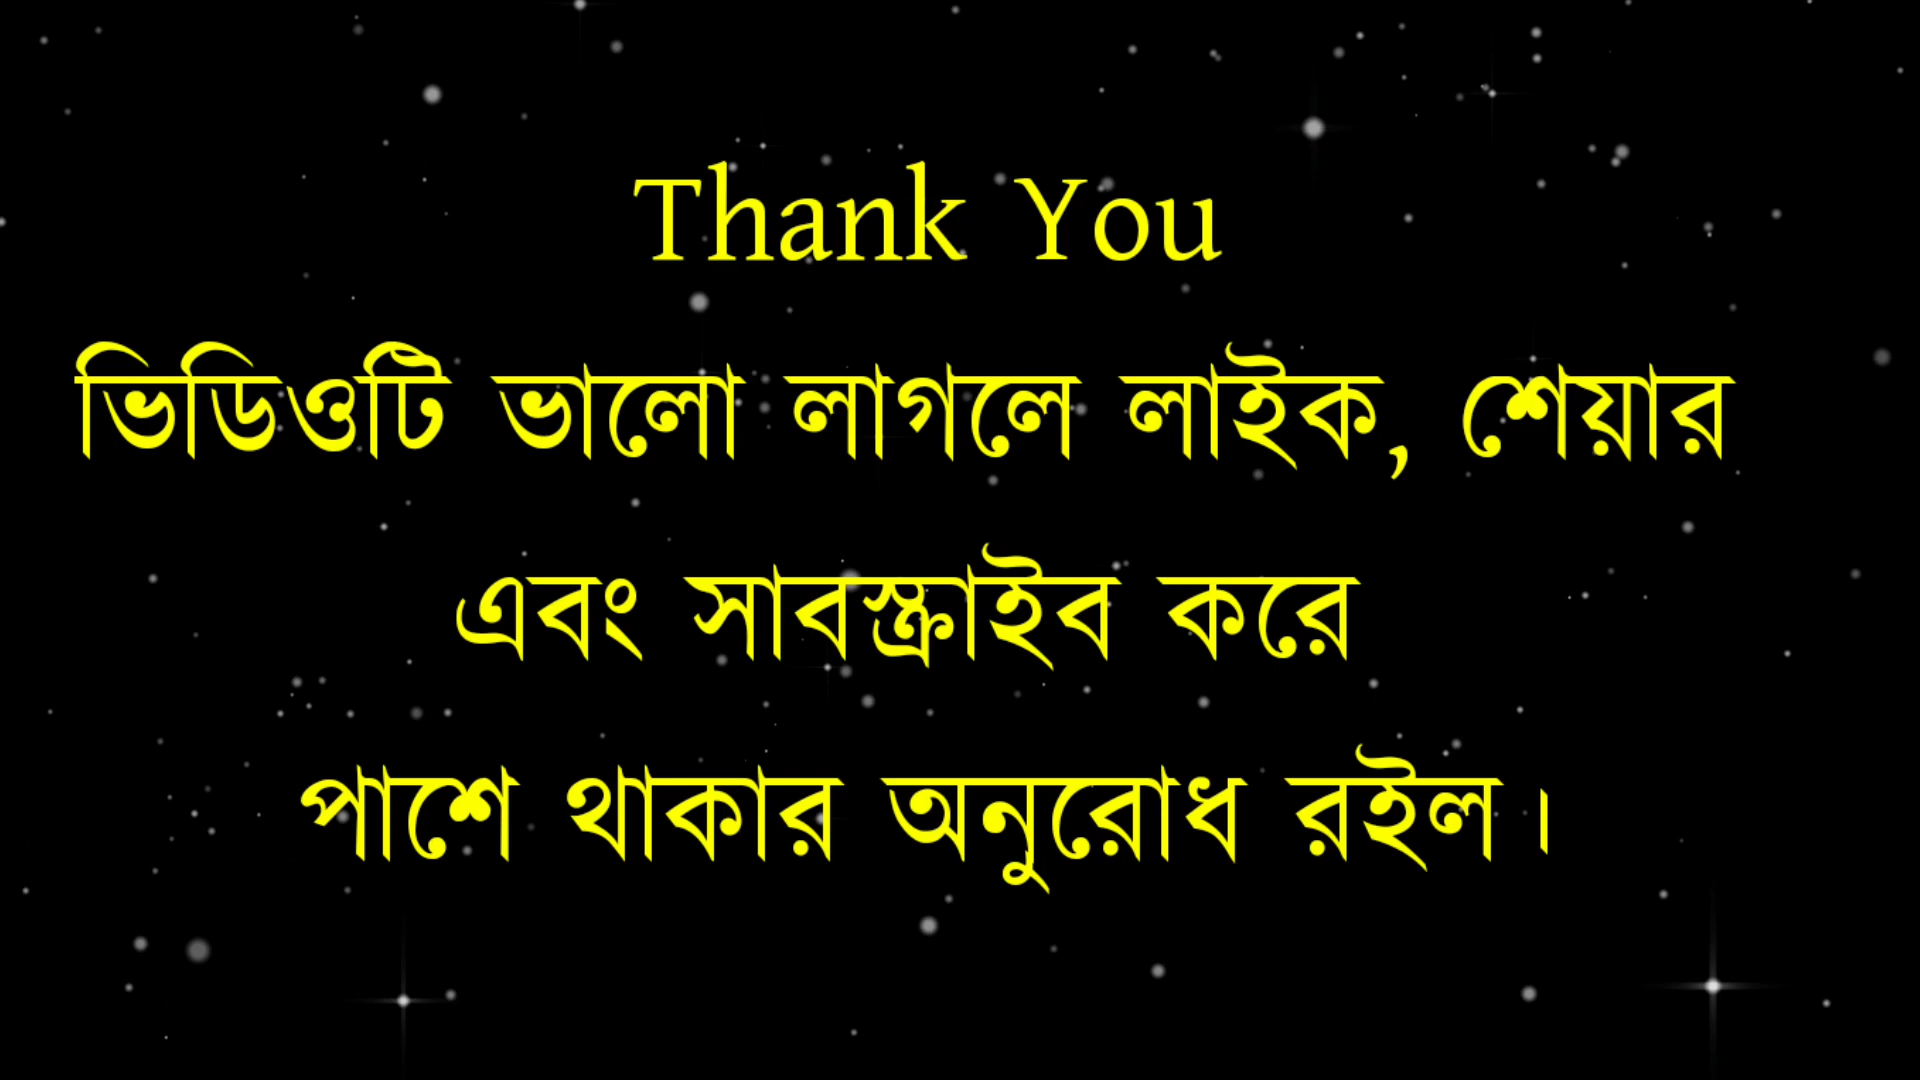 Thank You
ভিডিওটি ভালো লাগলে লাইক, শেয়ার
এবং সাবস্ক্রাইব করে
পাশে থাকার অনুরোধ রইল।